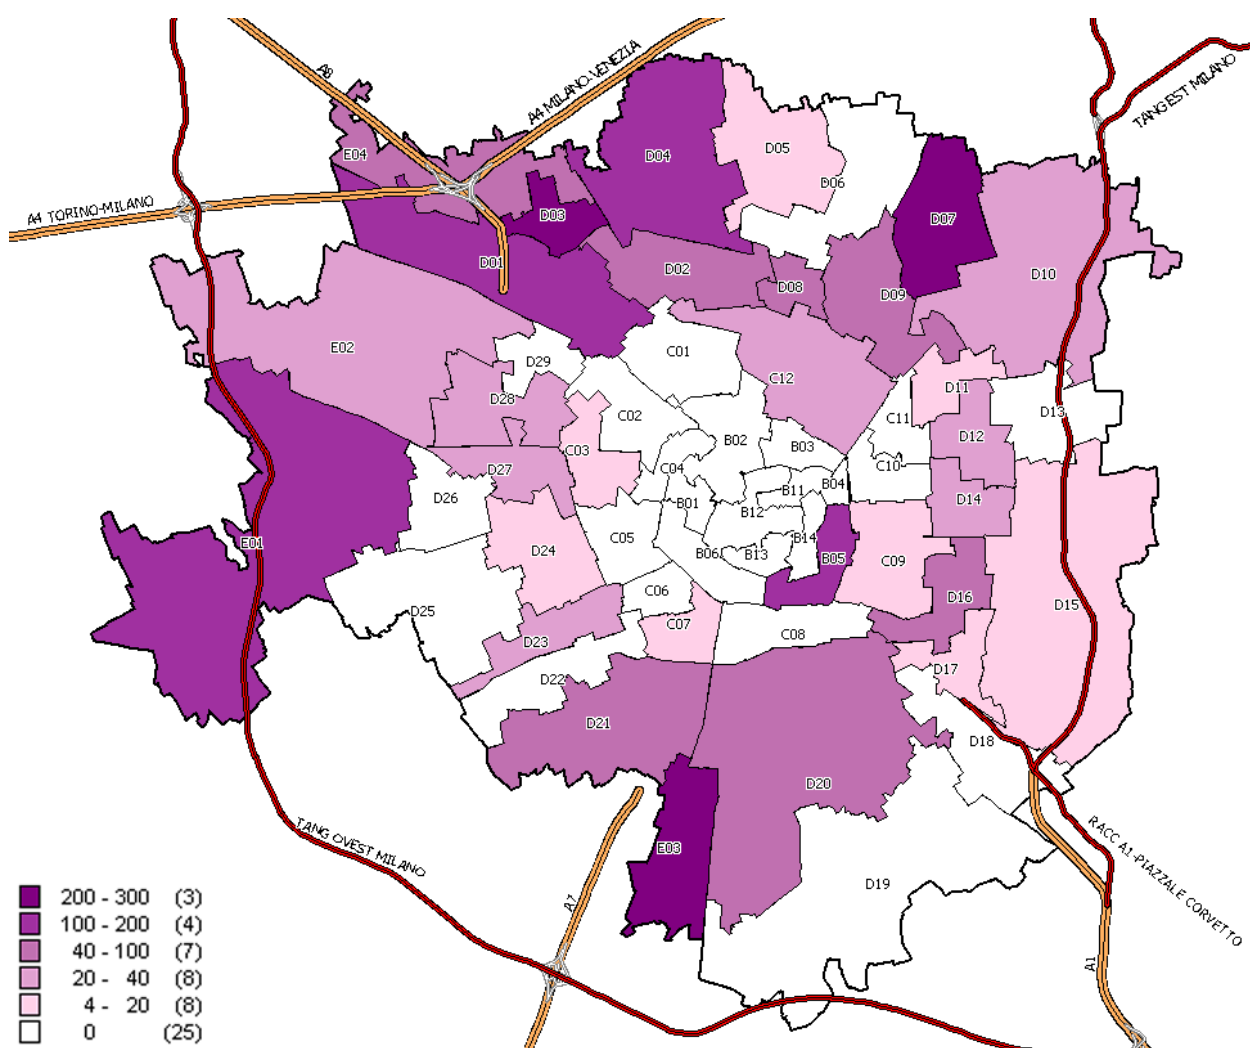 A8
A4 MILANO-VENEZIA
TANG EST MILANO
E04
D04
D05
D06
A4 TORINO-MILANO
D03
D07
D01
D02
D08
D09
D10
E02
D29
C01
C12
D11
D28
C02
C11
D13
B02
B03
D12
C03
C04
C10
D27
D26
B11
B04
B01
B12
D14
E01
C05
B14
D24
B06
B13
B05
C09
C06
D16
D15
D25
C07
C08
D23
D17
D22
D21
D18
D20
TANG OVEST MILANO
E03
RACC A1-PIAZZALE CORVETTO
D19
A7
A1
200 - 300 (3)
100 - 200 (4)
40 - 100 (7)
20 - 40 (8)
4 - 20 (8)
0 (25)